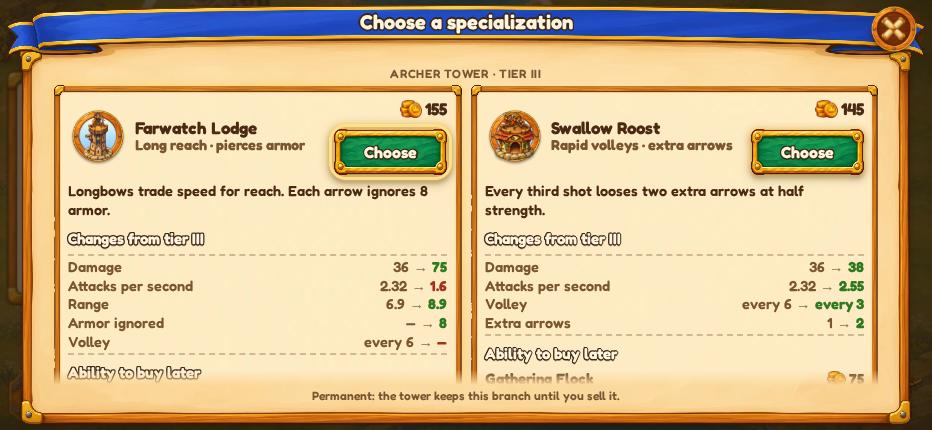 Choose a specialization
ARCHER TOWER · TIER III
155
Farwatch Lodge
Long reach · pierces armor
Choose
Longbows trade speed for reach. Each arrow ignores 8
armor.
Changes from tier III
Damage 36 → 75
Attacks per second 2.32 → 1.6
Range 6.9 → 8.9
Armor ignored – → 8
Volley every 6 → –
Ability to buy later
145
Swallow Roost
Rapid volleys · extra arrows
Choose
Every third shot looses two extra arrows at half
strength.
Changes from tier III
Damage 36 → 38
Attacks per second 2.32 → 2.55
Volley every 6 → every 3
Extra arrows 1 → 2
Ability to buy later
Gathering Flock 75
Permanent: the tower keeps this branch until you sell it.